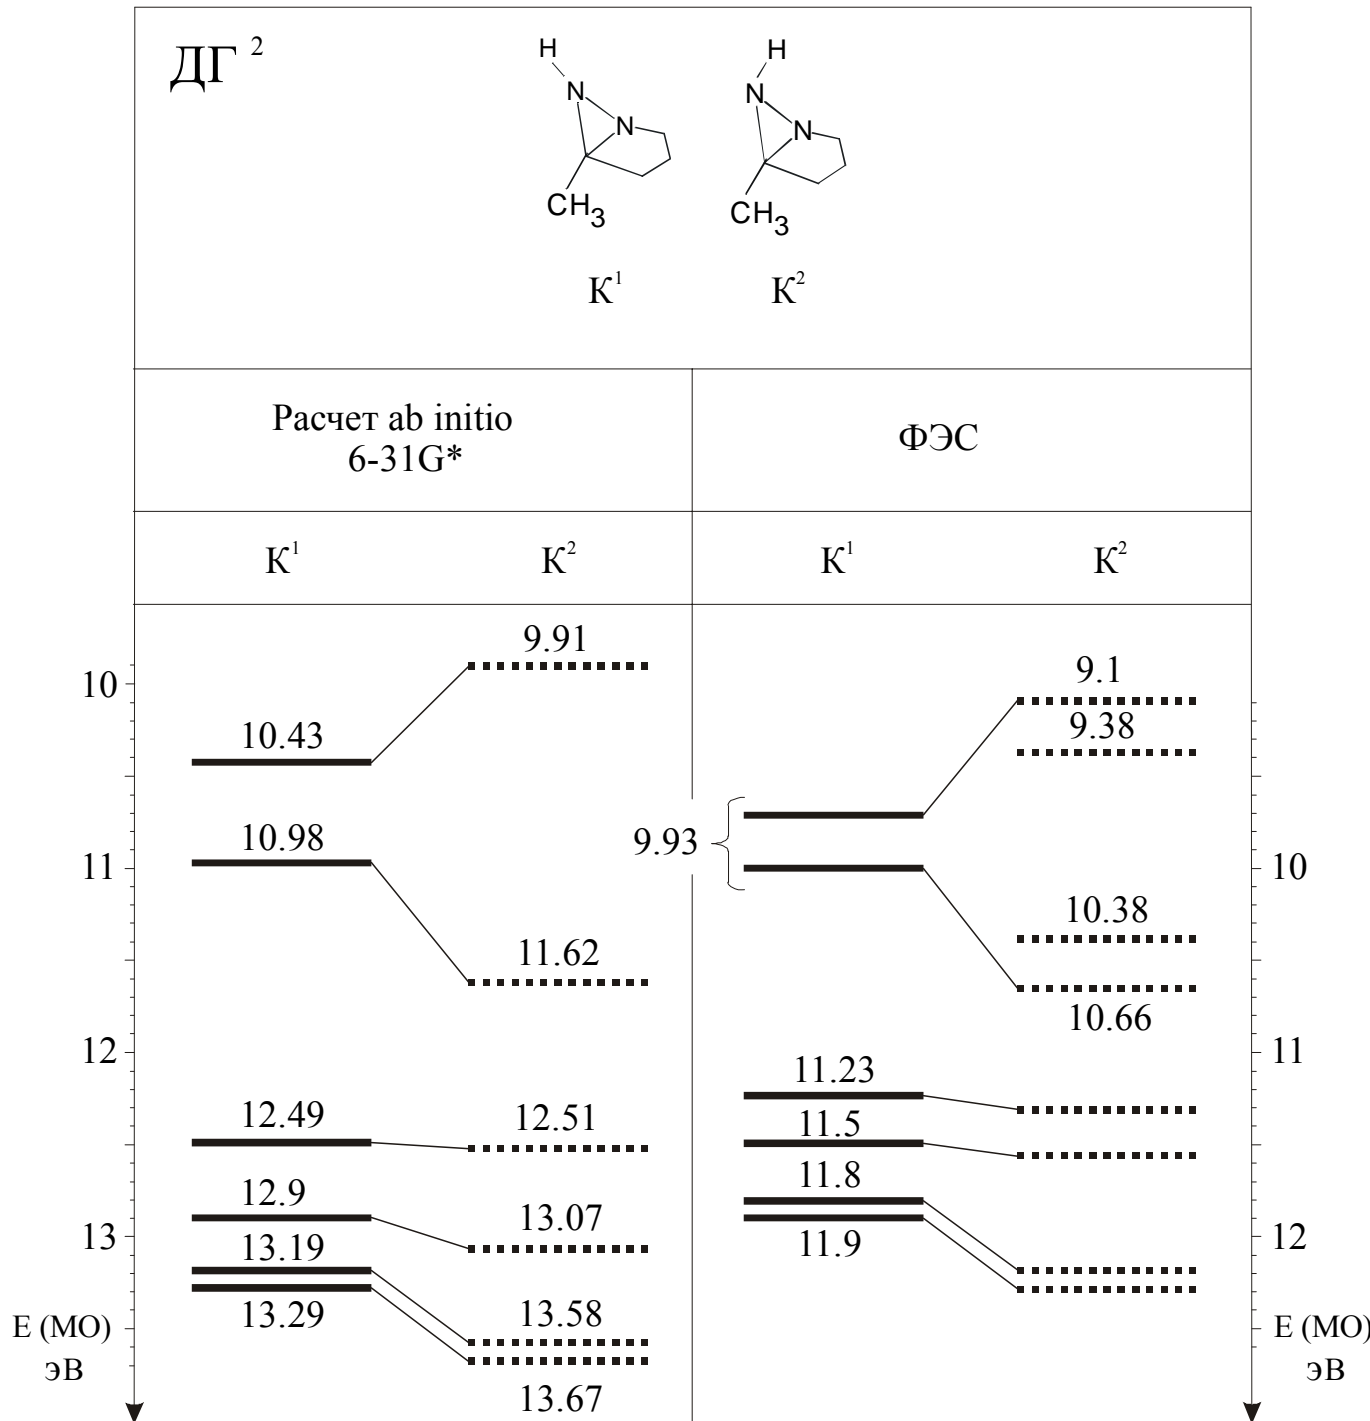 ДГ ²
H
H
N
N
N
N
CH₃
CH₃
К¹
К²
Расчет ab initio
6-31G*
ФЭС
К¹
К²
К¹
К²
9.91
9.1
10
10.43
9.38
10.98
9.93
11
10
10.38
11.62
10.66
12
11
11.23
12.49
12.51
11.5
12.9
11.8
13.07
13
12
13.19
11.9
13.29
13.58
E (МО)
эВ
E (МО)
эВ
13.67